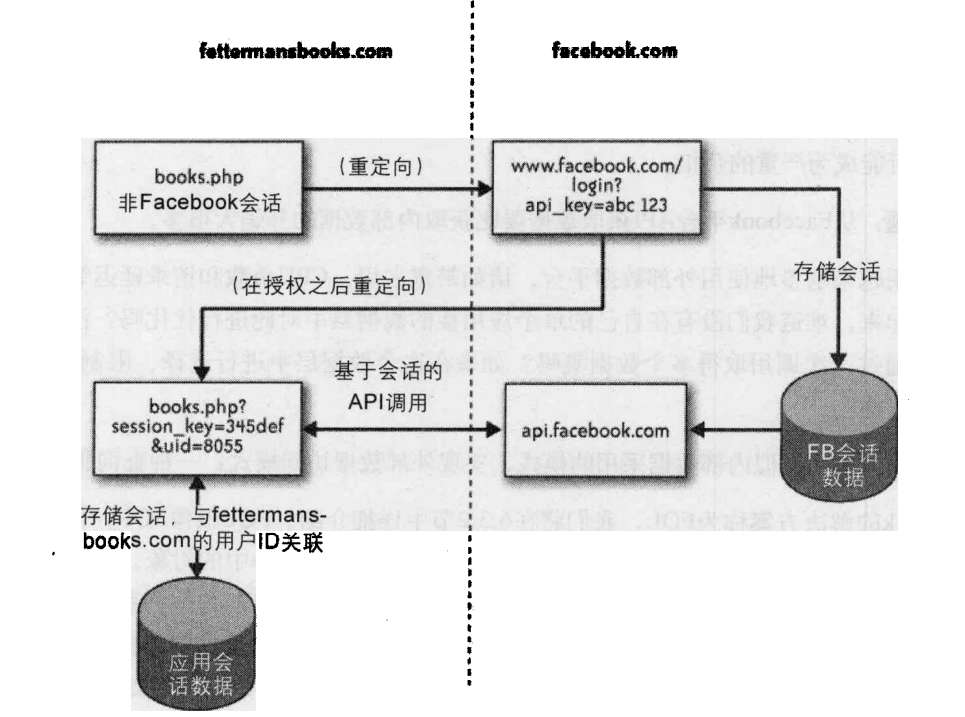 fettermansbooks.com
facebook.com
books.php
非Facebook会话
(重定向)
www.facebook.com/
login?
api_key=abc 123
存储会话
(在授权之后重定向)
基于会话的
API调用
books.php?
session_key=345def
&uid=8055
api.facebook.com
FB会话
数据
存储会话,与fettermans-
books.com的用户ID关联
应用会
话数据